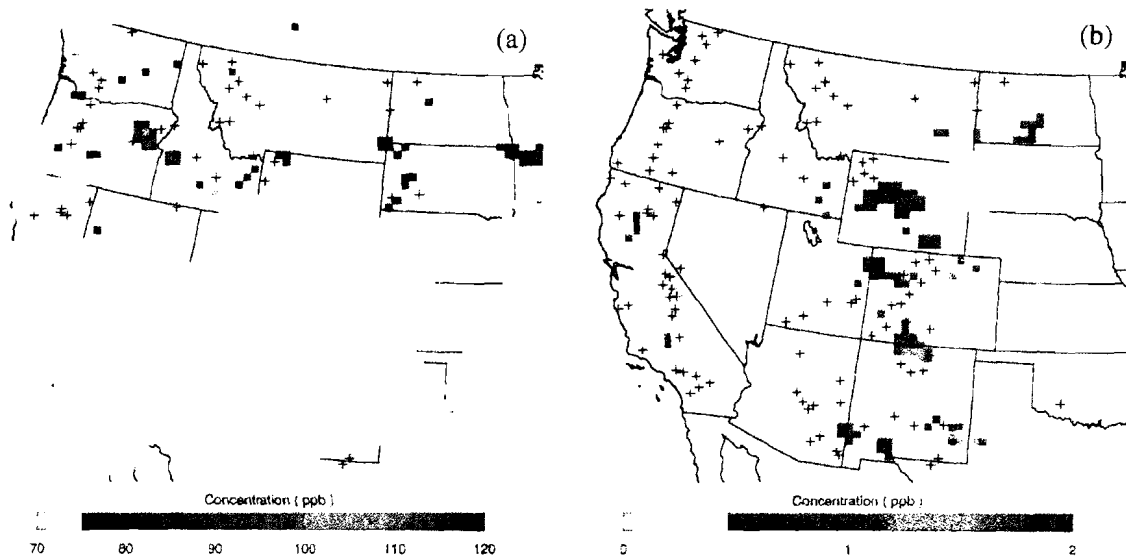 (a)
(b)
Concentration ( ppb )
70 80 90 100 110 120
Concentration ( ppb )
0 1 2